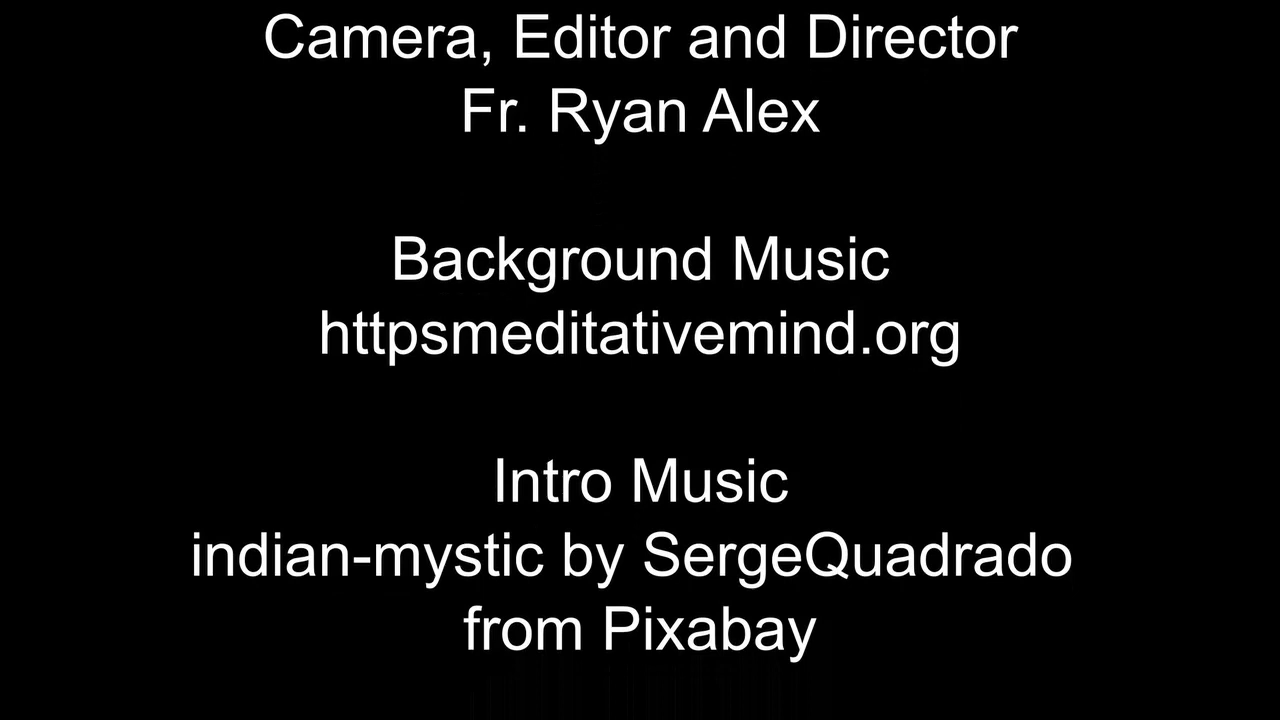 Camera, Editor and Director
Fr. Ryan Alex
Background Music
httpsmeditativemind.org
Intro Music
indian-mystic by SergeQuadrado
from Pixabay